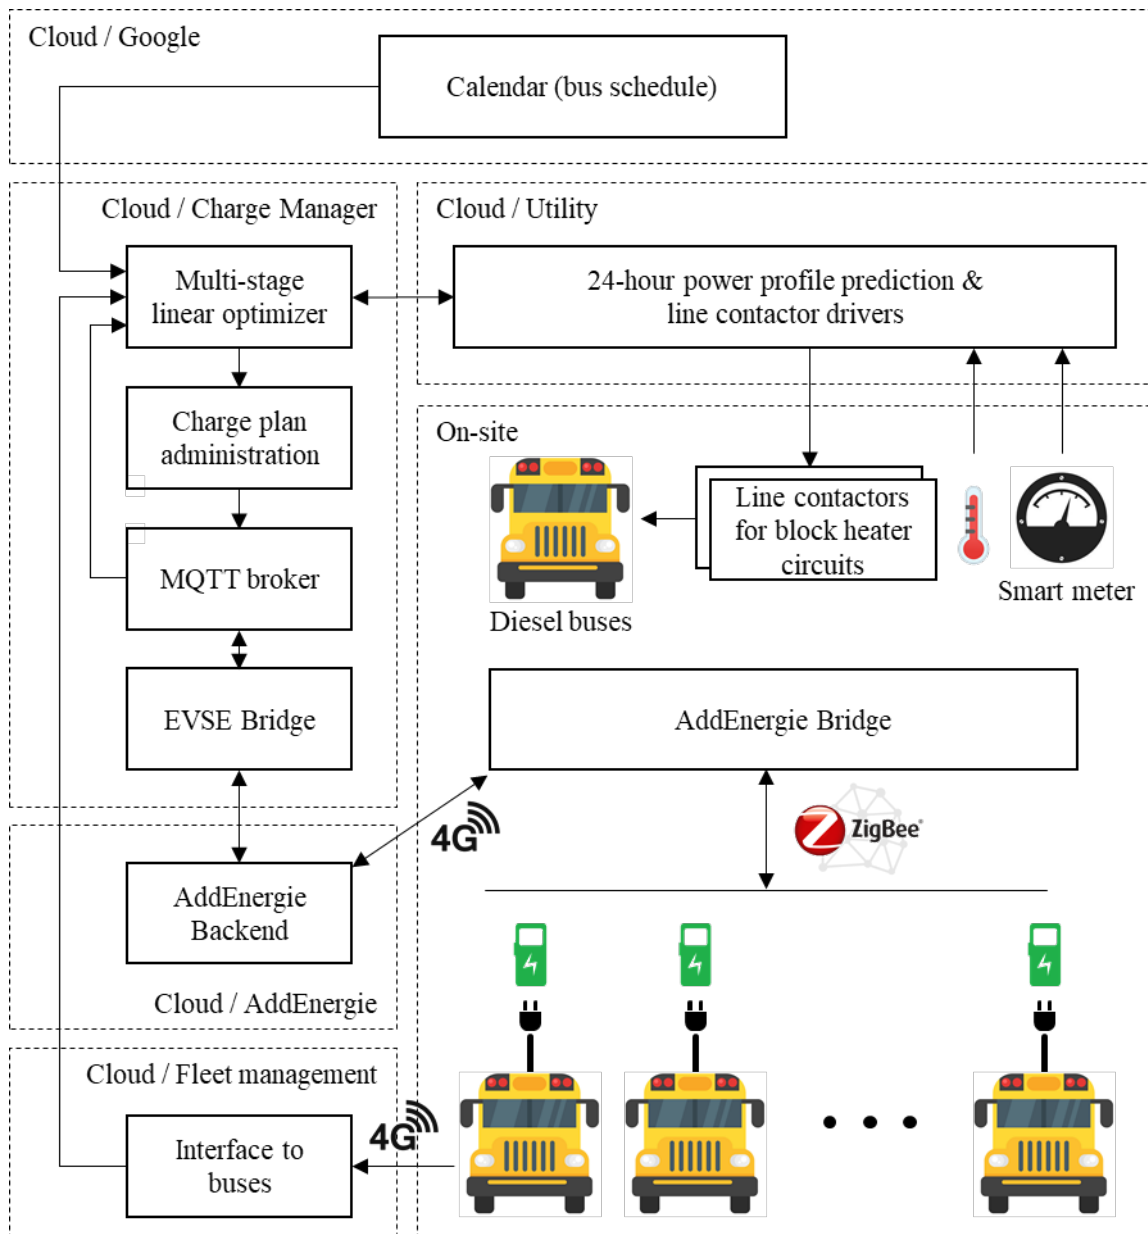 Cloud / Google
Calendar (bus schedule)
Cloud / Charge Manager
Multi-stage
linear optimizer
Charge plan
administration
MQTT broker
EVSE Bridge
Cloud / Utility
24-hour power profile prediction &
line contactor drivers
On-site
Line contactors
for block heater
circuits
Diesel buses
Smart meter
AddEnergie Bridge
4G
ZigBee®
AddEnergie
Backend
Cloud / AddEnergie
Cloud / Fleet management
Interface to
buses
4G